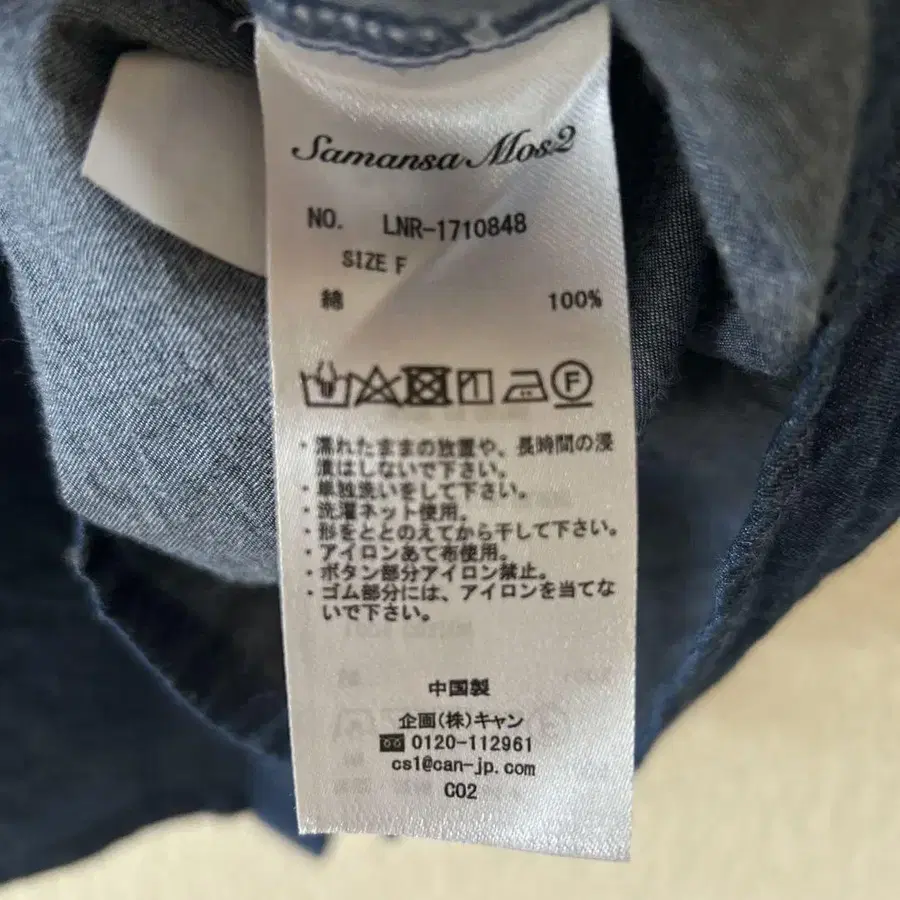 Samansa Mos2
NO. LNR-1710848
SIZE F
綿 100%
F
・濡れたままの放置や、長時間の浸
漬はしないで下さい。
・単独洗いをして下さい。
・洗濯ネット使用。
・形をととのえてから干して下さい。
・アイロンあて布使用。
・ボタン部分アイロン禁止。
・ゴム部分には、アイロンを当てな
いで下さい。
中国製
企画(株)キャン
0120-112961
cs1@can-jp.com
C02